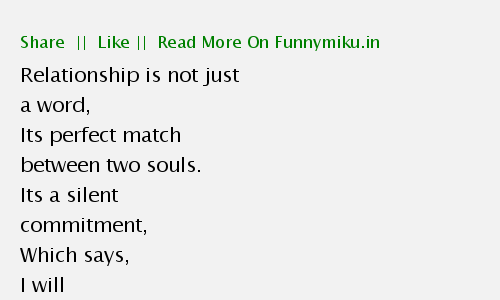 Share  ||  Like ||  Read More On Funnymiku.in
Relationship is not just
a word,
Its perfect match
between two souls.
Its a silent
commitment,
Which says,
I will